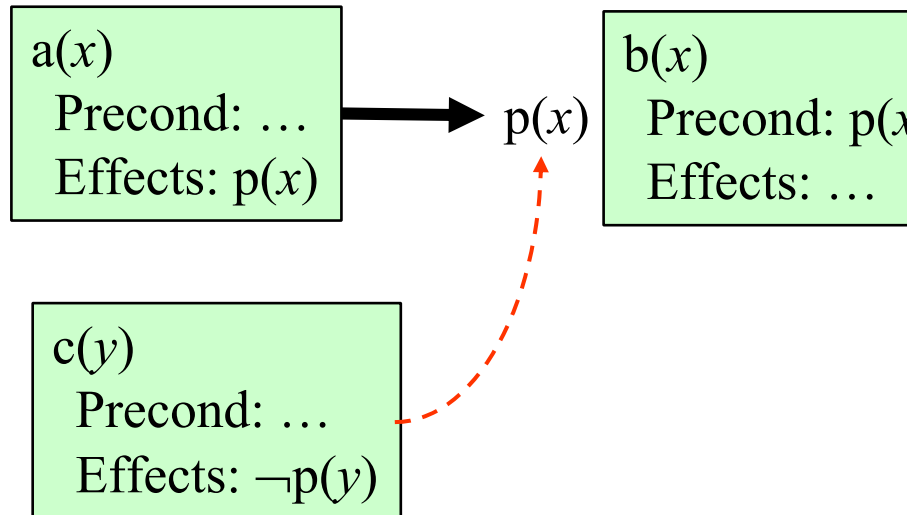 a(x)
Precond: …
Effects: p(x)
p(x)
b(x)
Precond: p(x
Effects: …
c(y)
Precond: …
Effects: ¬p(y)